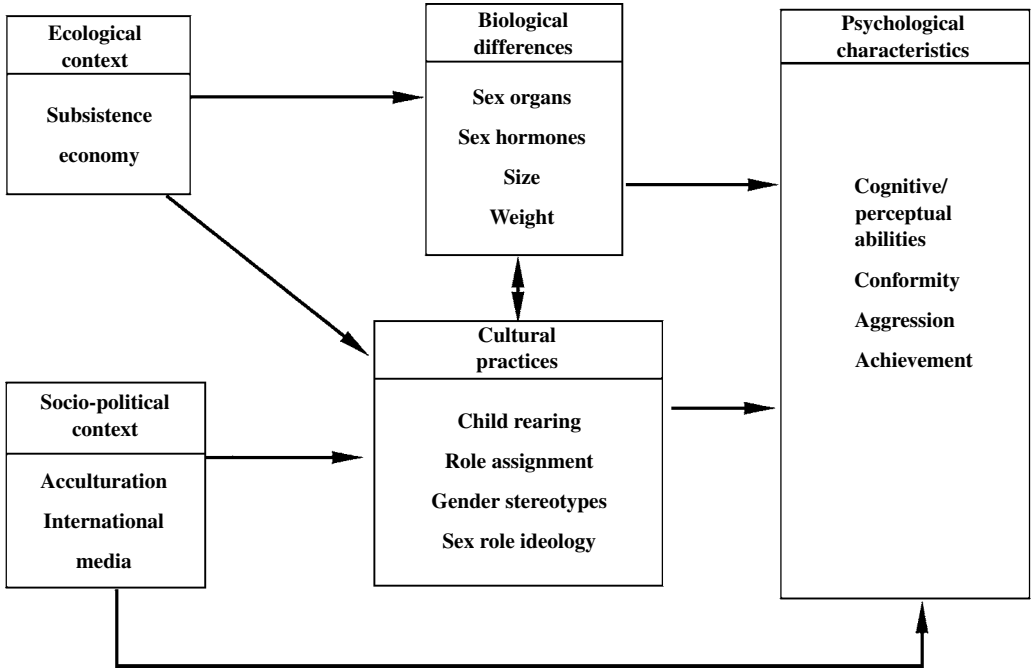 Ecological
context
Subsistence
economy
Biological
differences
Sex organs
Sex hormones
Size
Weight
Psychological
characteristics
Cognitive/
perceptual
abilities
Conformity
Aggression
Achievement
Cultural
practices
Child rearing
Role assignment
Gender stereotypes
Sex role ideology
Socio-political
context
Acculturation
International
media